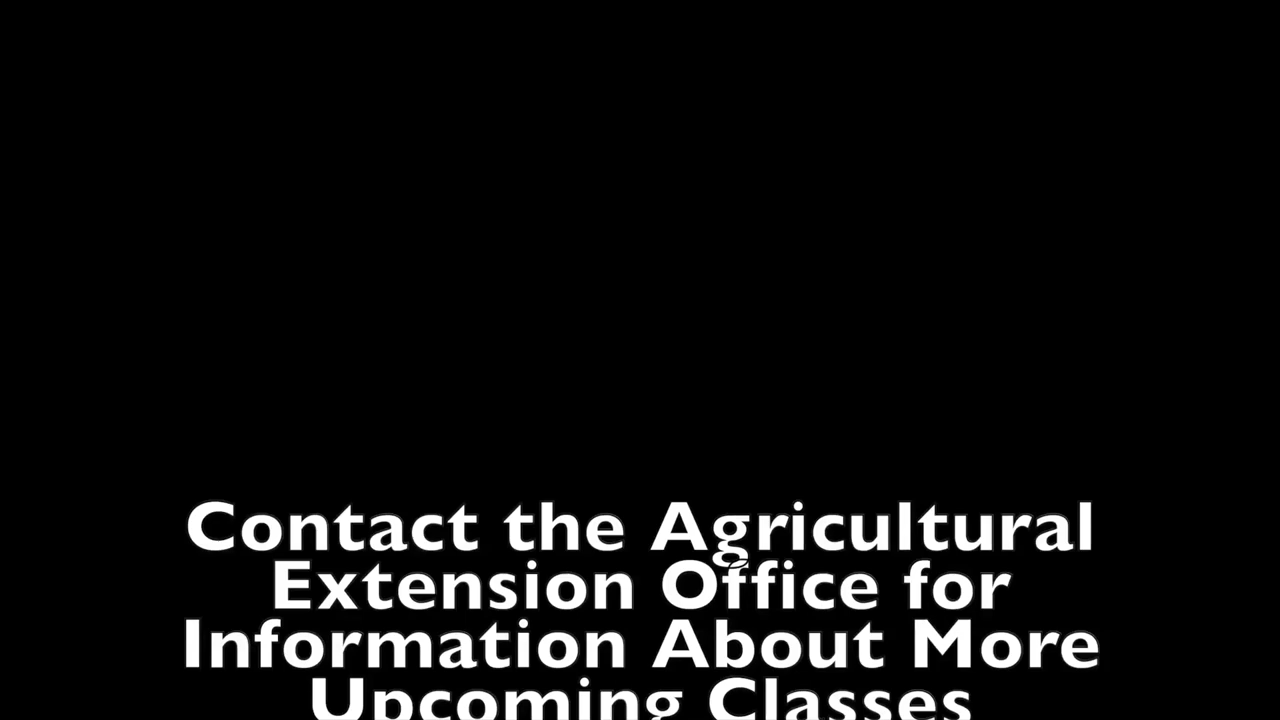 Contact the Agricultural
Extension Office for
Information About More
Upcoming Classes